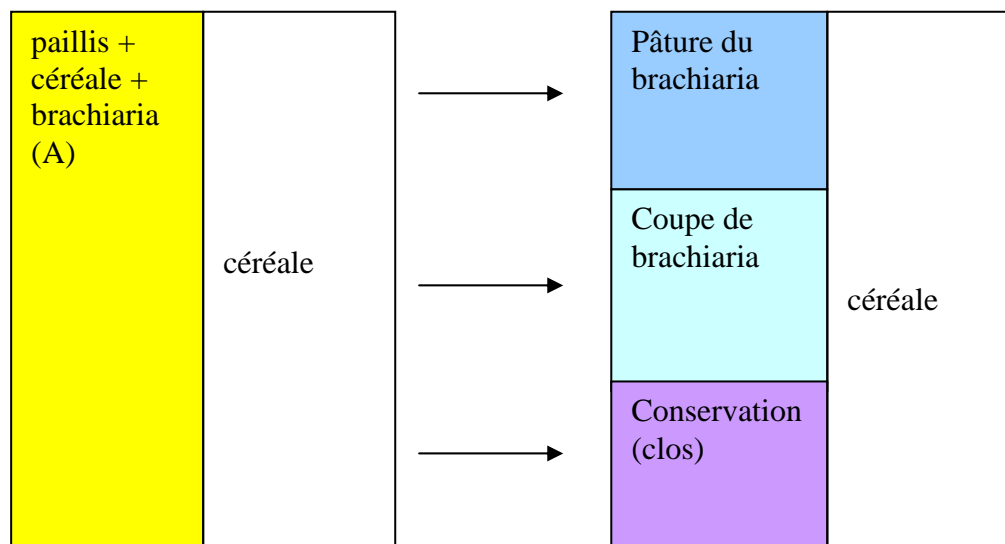 paillis +
céréale +
brachiaria
(A)
céréale
Pâture du
brachiaria
Coupe de
brachiaria
Conservation
(clos)
céréale